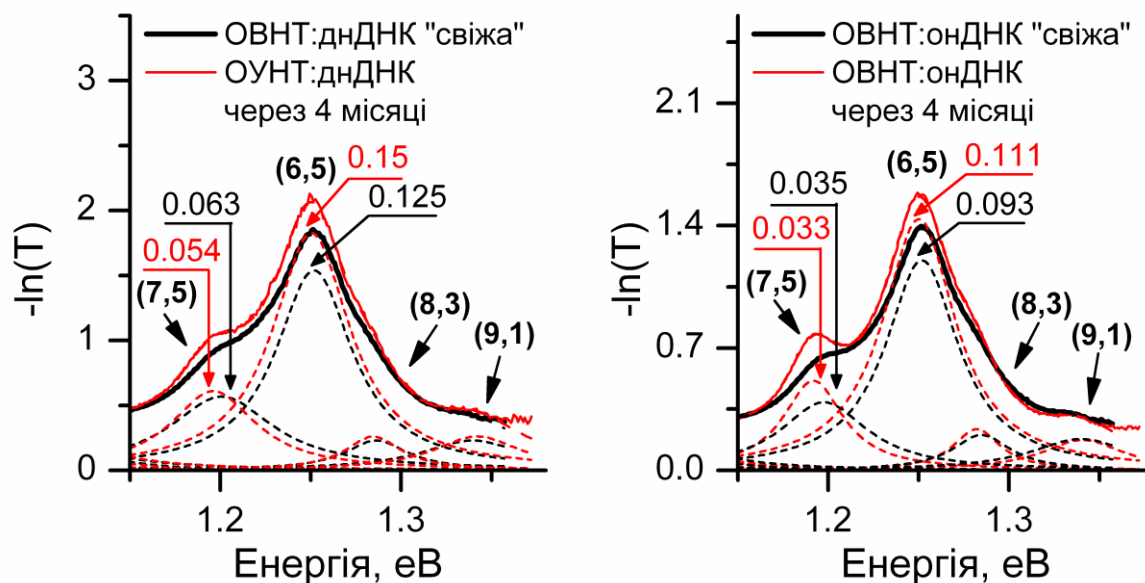 ОВНТ:днДНК "свіжа"
ОУНТ:днДНК
через 4 місяці
(6,5)
0.15
0.063
0.125
0.054
(7,5)
(8,3)
(9,1)
3
2
1
0
-ln(T)
1.2
1.3
Енергія, еВ
ОВНТ:онДНК "свіжа"
ОВНТ:онДНК
через 4 місяці
(6,5)
0.111
0.035
0.093
0.033
(7,5)
(8,3)
(9,1)
2.1
1.4
0.7
0.0
-ln(T)
1.2
1.3
Енергія, еВ